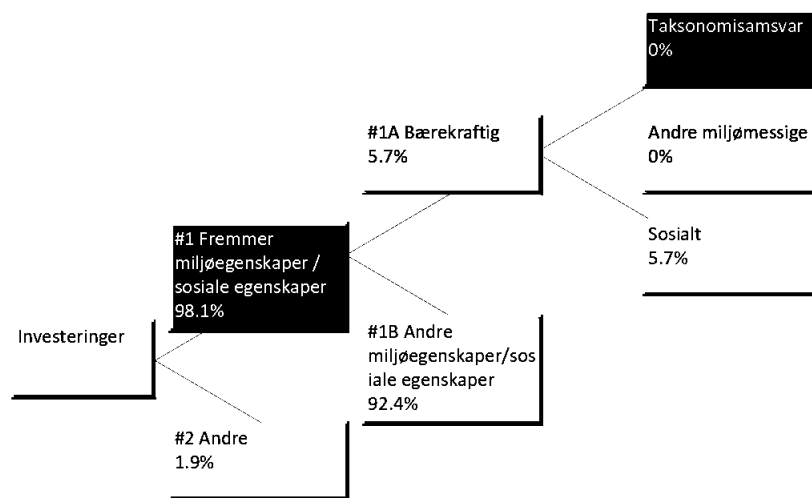 Taksonomisamsvar
0%
#1A Bærekraftig
5.7%
Andre miljømessige
0%
#1 Fremmer
miljøegenskaper /
sosiale egenskaper
98.1%
Sosialt
5.7%
Investeringer
#1B Andre
miljøegenskaper/sos
iale egenskaper
92.4%
#2 Andre
1.9%